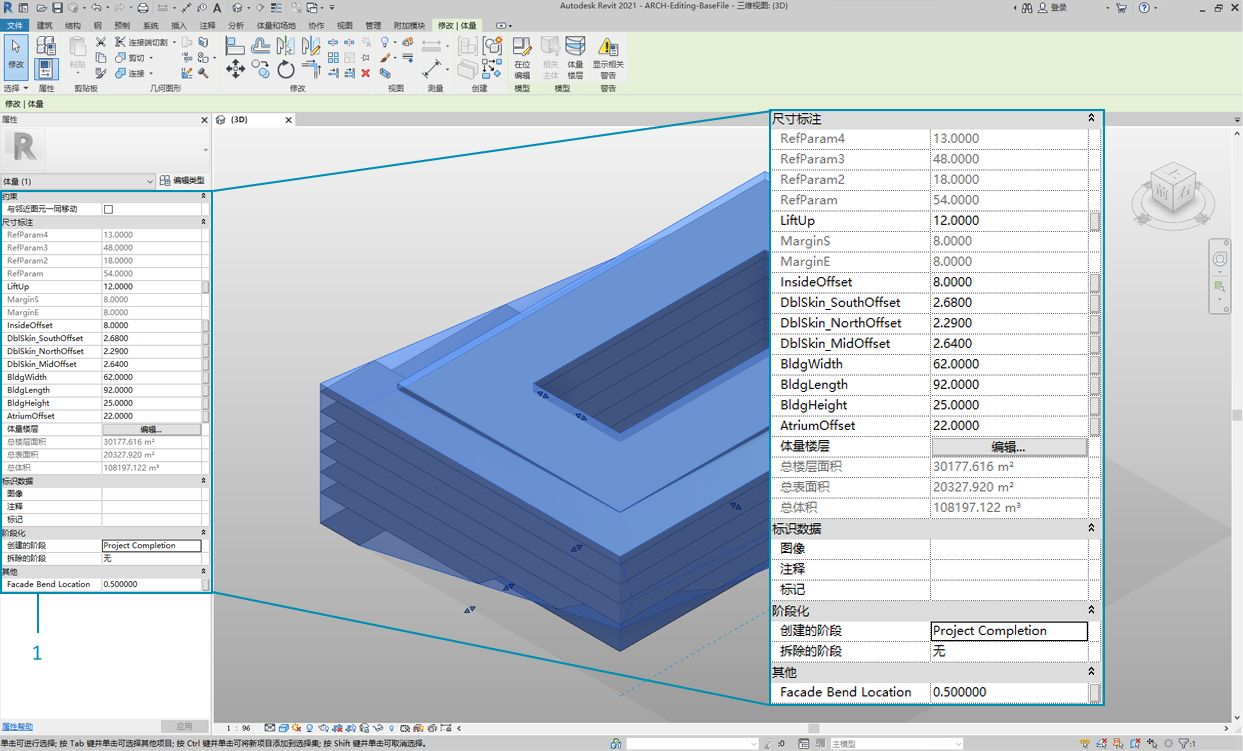 Autodesk Revit 2021 - ARCH-Editing-BaseFile - 三维视图: {3D}
登录
文件 建筑 结构 钢 预制 系统 插入 注释 分析 体量和场地 协作 视图 管理 附加模块 修改 | 体量
修改
粘贴
连接端切割
剪切
连接
在位
编辑
相关
主体
体量
楼层
显示相关
警告
选择 属性 剪贴板 几何图形 修改 视图 测量 创建 模型 模型 警告
修改 | 体量
属性
{3D}
R
体量 (1)
编辑类型
约束
与邻近图元一同移动
尺寸标注
RefParam4 13.0000
RefParam3 48.0000
RefParam2 18.0000
RefParam 54.0000
LiftUp 12.0000
MarginS 8.0000
MarginE 8.0000
InsideOffset 8.0000
DblSkin_SouthOffset 2.6800
DblSkin_NorthOffset 2.2900
DblSkin_MidOffset 2.6400
BldgWidth 62.0000
BldgLength 92.0000
BldgHeight 25.0000
AtriumOffset 22.0000
体量楼层 编辑...
总楼层面积 30177.616 m²
总表面积 20327.920 m²
总体积 108197.122 m³
标识数据
图像
注释
标记
阶段化
创建的阶段 Project Completion
拆除的阶段 无
其他
Facade Bend Location 0.500000
1
属性帮助
应用
尺寸标注
RefParam4 13.0000
RefParam3 48.0000
RefParam2 18.0000
RefParam 54.0000
LiftUp 12.0000
MarginS 8.0000
MarginE 8.0000
InsideOffset 8.0000
DblSkin_SouthOffset 2.6800
DblSkin_NorthOffset 2.2900
DblSkin_MidOffset 2.6400
BldgWidth 62.0000
BldgLength 92.0000
BldgHeight 25.0000
AtriumOffset 22.0000
体量楼层 编辑...
总楼层面积 30177.616 m²
总表面积 20327.920 m²
总体积 108197.122 m³
标识数据
图像
注释
标记
阶段化
创建的阶段 Project Completion
拆除的阶段 无
其他
Facade Bend Location 0.500000
上
前
右
1 : 96
单击可进行选择; 按 Tab 键并单击可选择其他项目; 按 Ctrl 键并单击可将新项目添加到选择集; 按 Shift 键并单击可取消选择。
:0
主模型
:1